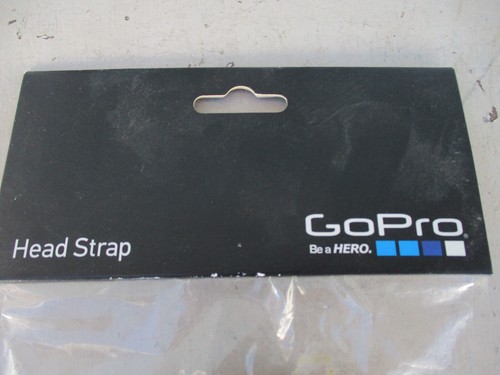 GoPro®
Be a HERO.
Head Strap